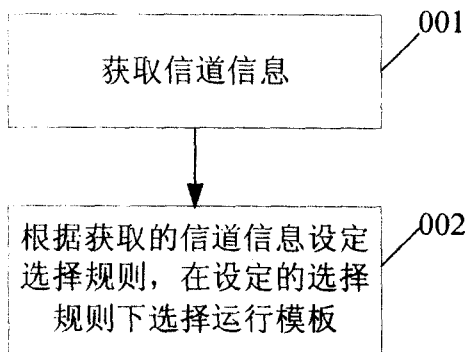 001
获取信道信息
002
根据获取的信道信息设定
选择规则，在设定的选择
规则下选择运行模板